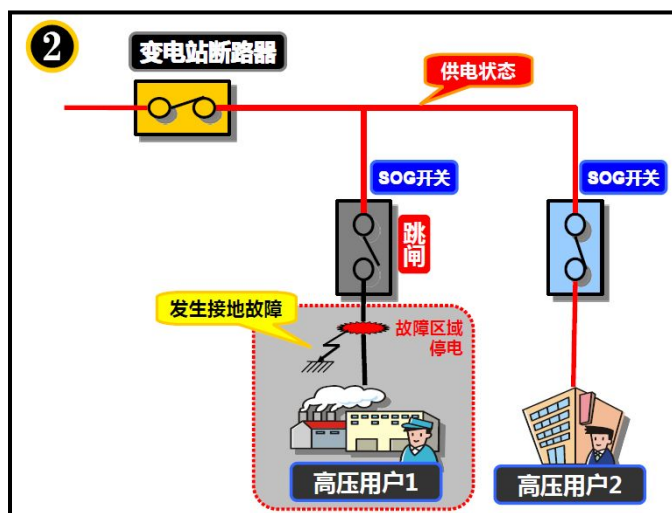 2
变电站断路器
供电状态
SOG开关
SOG开关
跳闸
发生接地故障
故障区域
停电
高压用户1
高压用户2